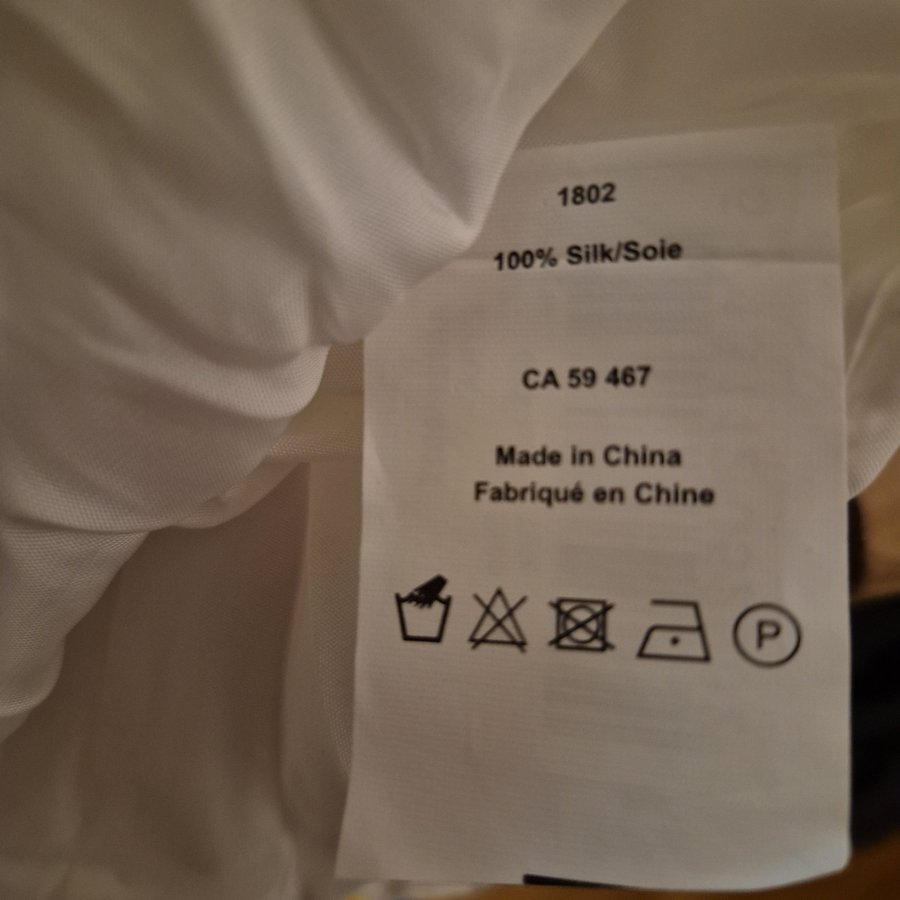 1802
100% Silk/Soie
CA 59 467
Made in China
Fabriqué en Chine
P